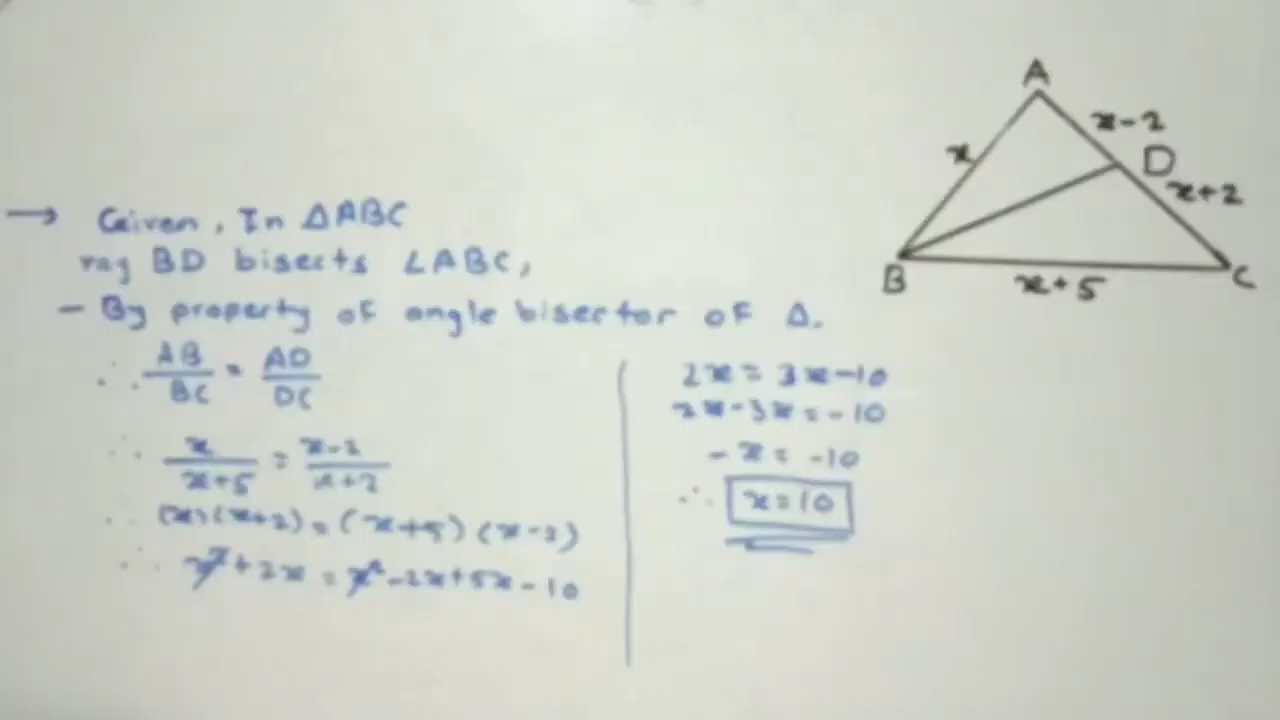 → Given, In ΔABC
ray BD bisects ∠ABC,
- By property of angle bisector of Δ.
∴ AB/BC = AD/DC
∴ x/x+5 = x-2/x+2
∴ (x)(x+2) = (x+5)(x-2)
∴ x²+2x = x²-2x+5x-10
2x = 3x-10
2x-3x = -10
-x = -10
∴ x=10
A
x-2
x
D
x+2
B
x+5
C